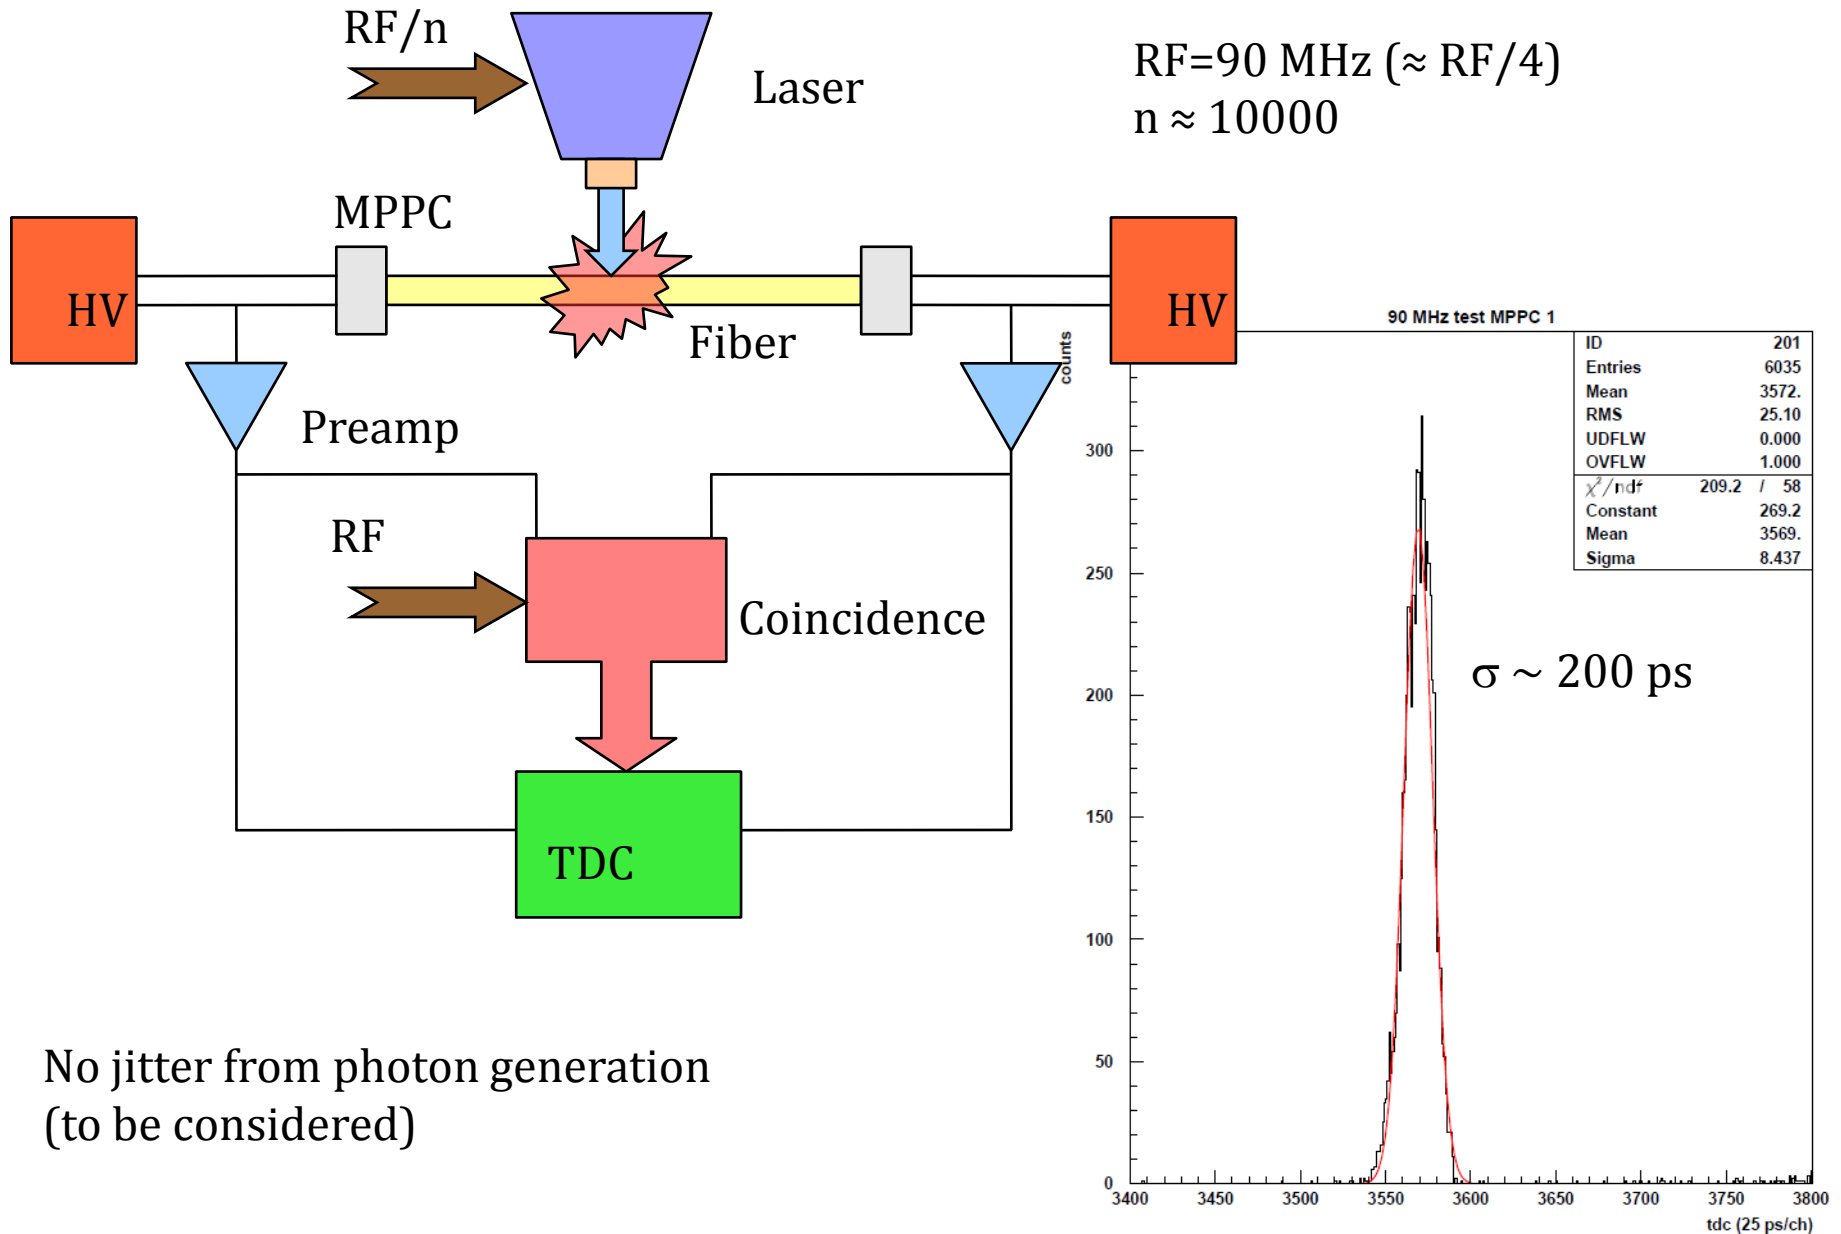 RF/n
Laser
RF=90 MHz (≈ RF/4)
n ≈ 10000
MPPC
HV
HV
Fiber
Preamp
RF
Coincidence
TDC
No jitter from photon generation
(to be considered)
90 MHz test MPPC 1
counts
ID 201
Entries 6035
Mean 3572.
RMS 25.10
UDFLW 0.000
OVFLW 1.000
χ²/ndf 209.2 / 58
Constant 269.2
Mean 3569.
Sigma 8.437
σ ~ 200 ps
300
250
200
150
100
50
0
3400 3450 3500 3550 3600 3650 3700 3750 3800
tdc (25 ps/ch)